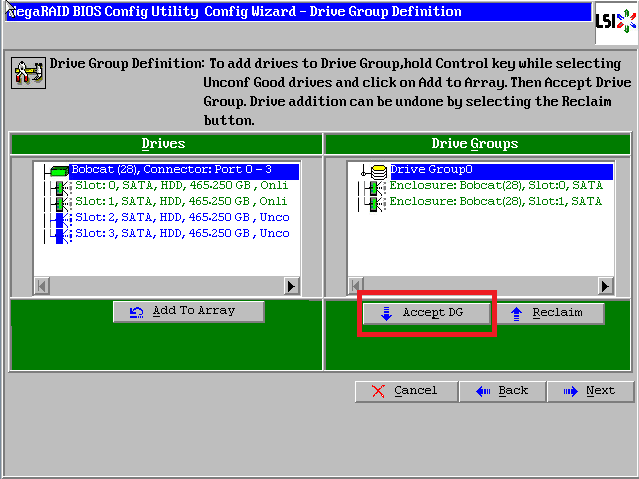 MegaRAID BIOS Config Utility Config Wizard - Drive Group Definition
LSI
Drive Group Definition: To add drives to Drive Group,hold Control key while selecting
Unconf Good drives and click on Add to Array. Then Accept Drive
Group. Drive addition can be undone by selecting the Reclaim
button.
Drives
Bobcat (28), Connector: Port 0 - 3
Slot: 0, SATA, HDD, 465.250 GB , Onli
Slot: 1, SATA, HDD, 465.250 GB , Onli
Slot: 2, SATA, HDD, 465.250 GB , Unco
Slot: 3, SATA, HDD, 465.250 GB , Unco
Add To Array
Drive Groups
Drive Group0
Enclosure: Bobcat(28), Slot:0, SATA
Enclosure: Bobcat(28), Slot:1, SATA
Accept DG
Reclaim
Cancel
Back
Next